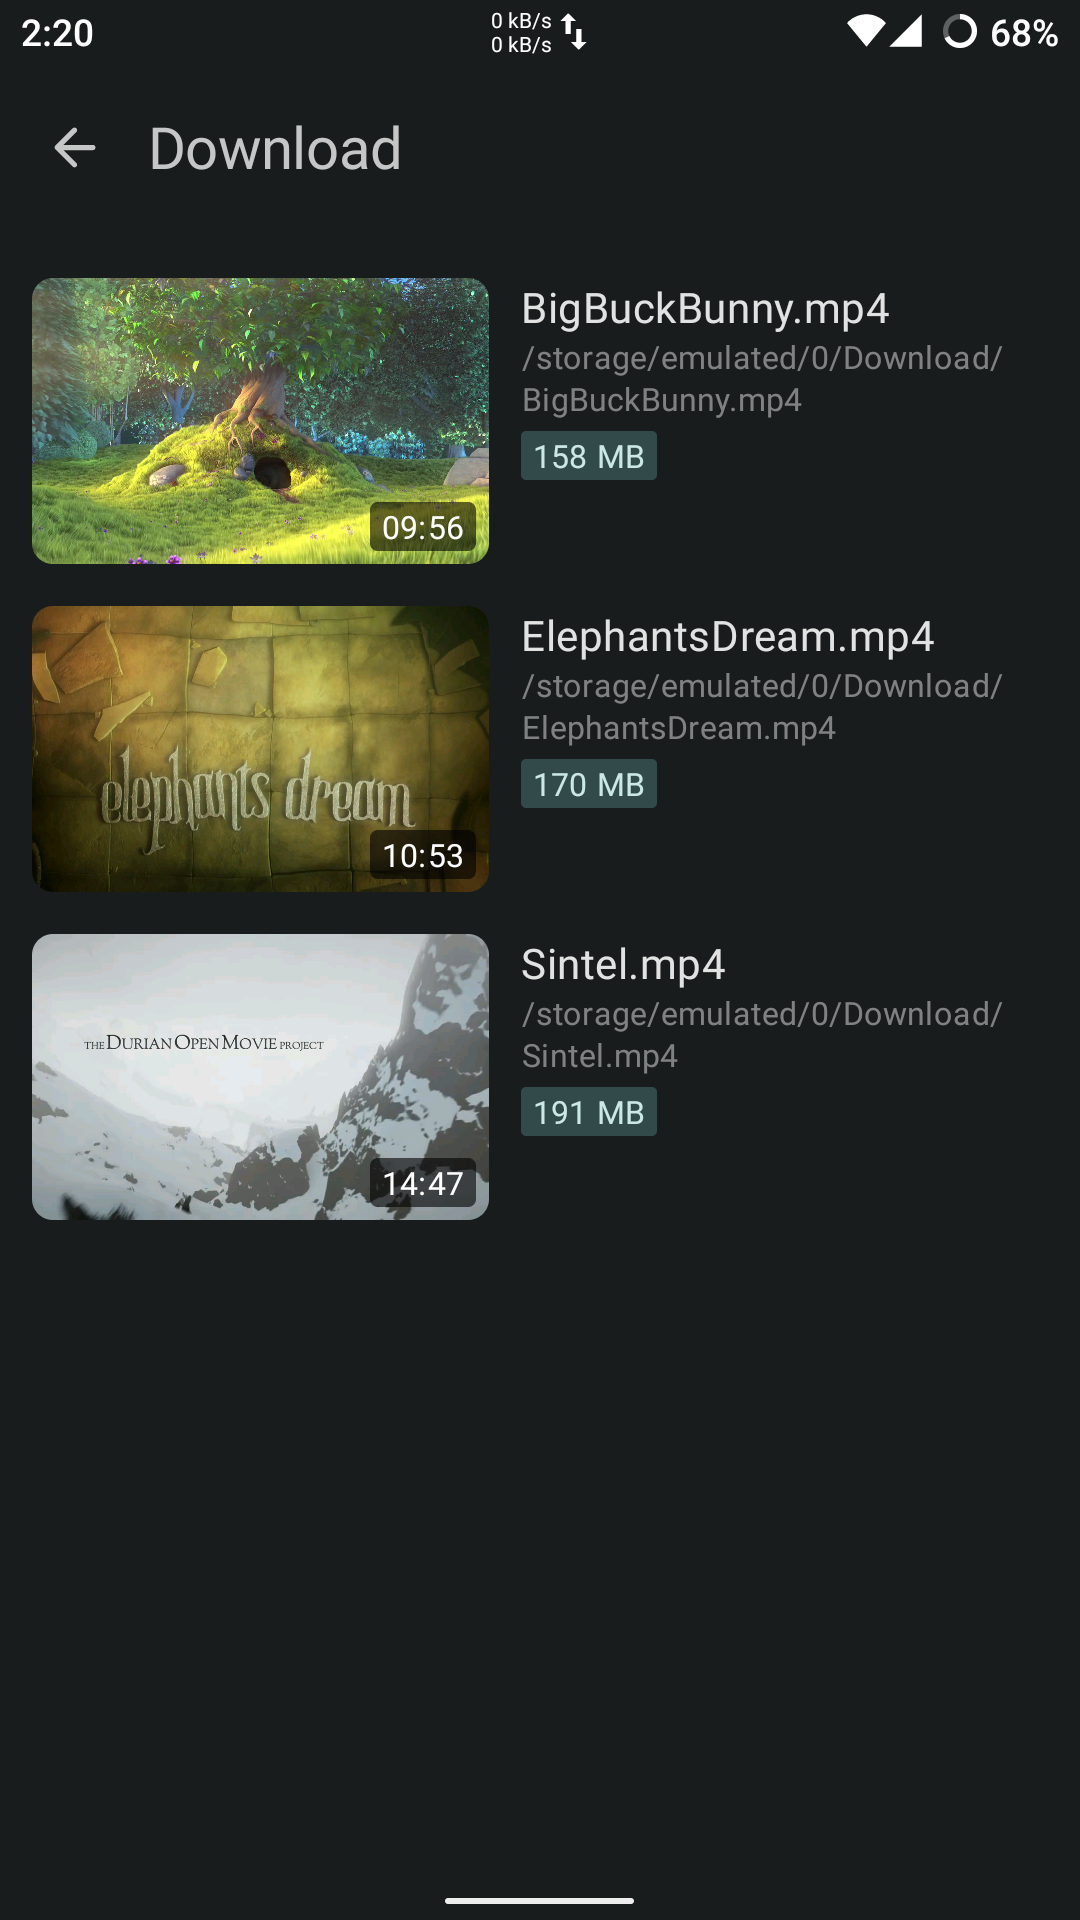 2:20
0 kB/s
0 kB/s
68%
Download
BigBuckBunny.mp4
/storage/emulated/0/Download/
BigBuckBunny.mp4
158 MB
09:56
ElephantsDream.mp4
/storage/emulated/0/Download/
ElephantsDream.mp4
170 MB
elephants dream
10:53
Sintel.mp4
/storage/emulated/0/Download/
Sintel.mp4
191 MB
THE DURIAN OPEN MOVIE PROJECT
14:47